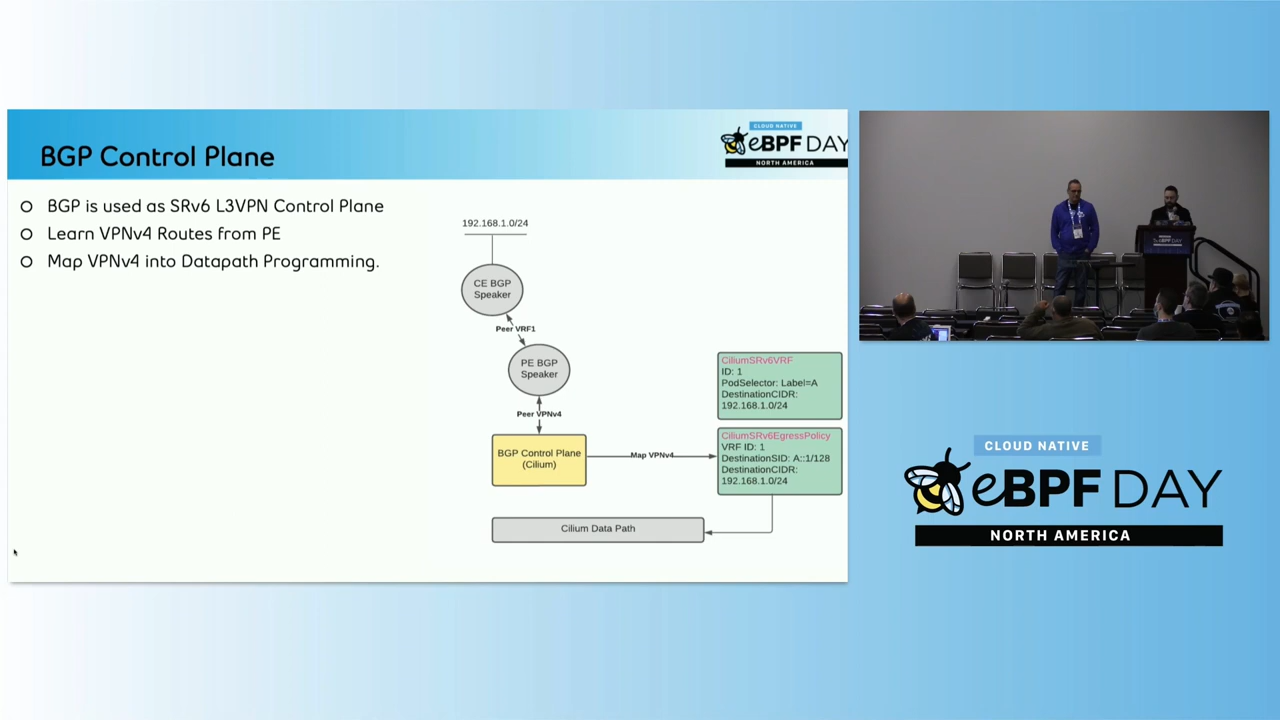 BGP Control Plane
CLOUD NATIVE
eBPF DAY
NORTH AMERICA
BGP is used as SRv6 L3VPN Control Plane
Learn VPNv4 Routes from PE
Map VPNv4 into Datapath Programming.
192.168.1.0/24
CE BGP
Speaker
Peer VRF1
PE BGP
Speaker
Peer VPNv4
BGP Control Plane
(Cilium)
Map VPNv4
CiliumSRv6VRF
ID: 1
PodSelector: Label=A
DestinationCIDR:
192.168.1.0/24
CiliumSRv6EgressPolicy
VRF ID: 1
DestinationSID: A::1/128
DestinationCIDR:
192.168.1.0/24
Cilium Data Path
eBPF DAY
CLOUD NATIVE
eBPF DAY
NORTH AMERICA